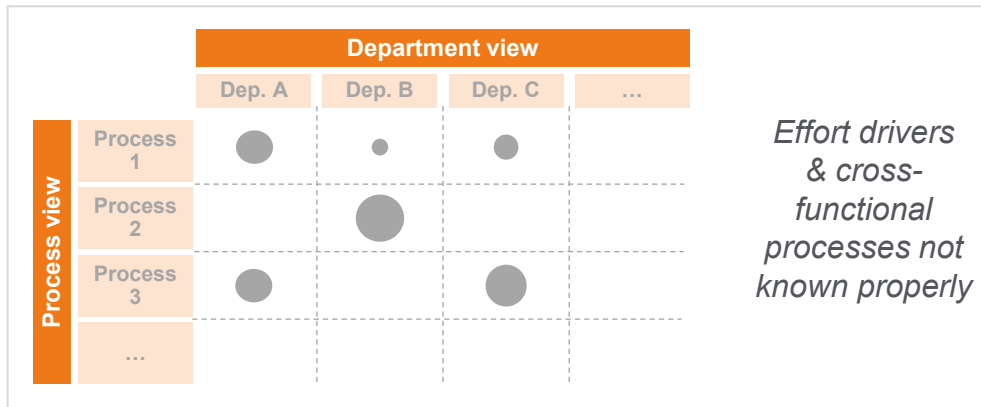 Department view
Dep. A Dep. B Dep. C …
Process view
Process
1
Process
2
Process
3
…
Effort drivers
& cross-
functional
processes not
known properly